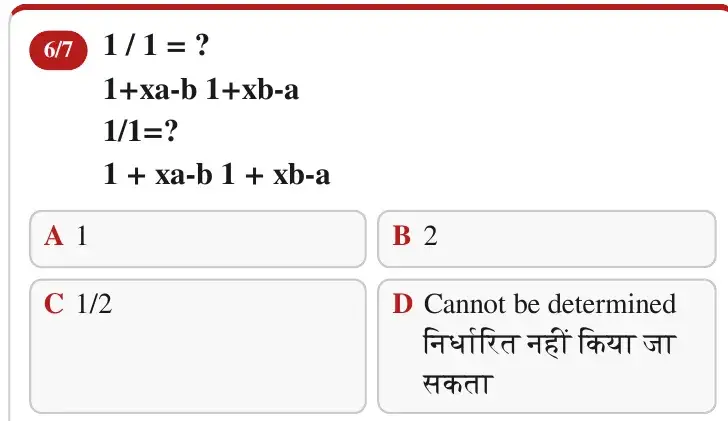 6/7 1 / 1 = ?
1+xa-b 1+xb-a
1/1=?
1 + xa-b 1 + xb-a
A 1
B 2
C 1/2
D Cannot be determined
निर्धारित नहीं किया जा
सकता